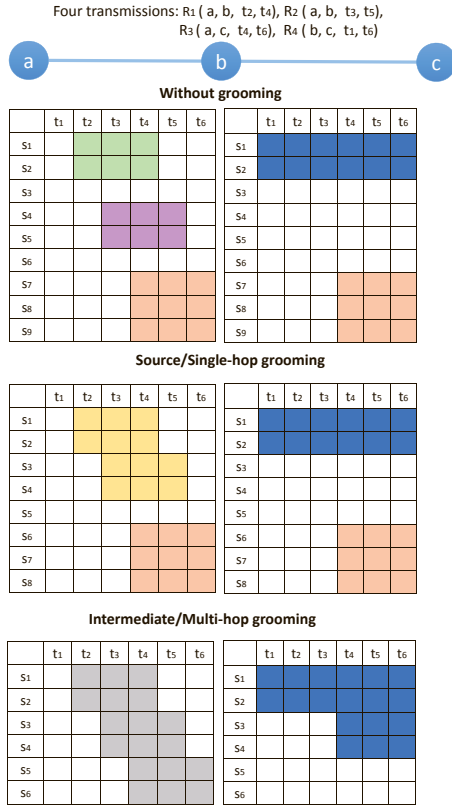 Four transmissions: R1 ( a, b, t2, t4), R2 ( a, b, t3, t5),
R3 ( a, c, t4, t6), R4 ( b, c, t1, t6)
a b c
Without grooming
t1 t2 t3 t4 t5 t6 t1 t2 t3 t4 t5 t6
S1 S1
S2 S2
S3 S3
S4 S4
S5 S5
S6 S6
S7 S7
S8 S8
S9 S9
Source/Single-hop grooming
t1 t2 t3 t4 t5 t6 t1 t2 t3 t4 t5 t6
S1 S1
S2 S2
S3 S3
S4 S4
S5 S5
S6 S6
S7 S7
S8 S8
Intermediate/Multi-hop grooming
t1 t2 t3 t4 t5 t6 t1 t2 t3 t4 t5 t6
S1 S1
S2 S2
S3 S3
S4 S4
S5 S5
S6 S6